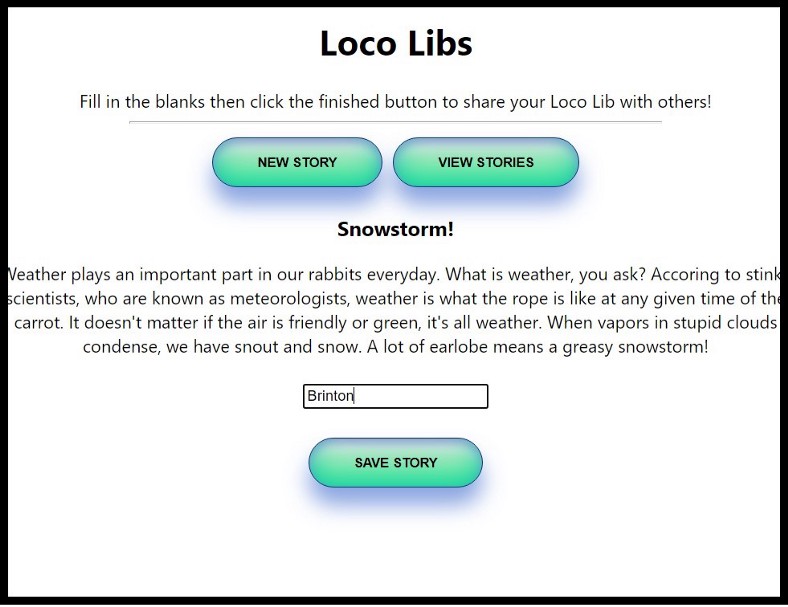 Loco Libs
Fill in the blanks then click the finished button to share your Loco Lib with others!
NEW STORY VIEW STORIES
Snowstorm!
Weather plays an important part in our rabbits everyday. What is weather, you ask? Accoring to stink
scientists, who are known as meteorologists, weather is what the rope is like at any given time of the
carrot. It doesn't matter if the air is friendly or green, it's all weather. When vapors in stupid clouds
condense, we have snout and snow. A lot of earlobe means a greasy snowstorm!
Brinton
SAVE STORY